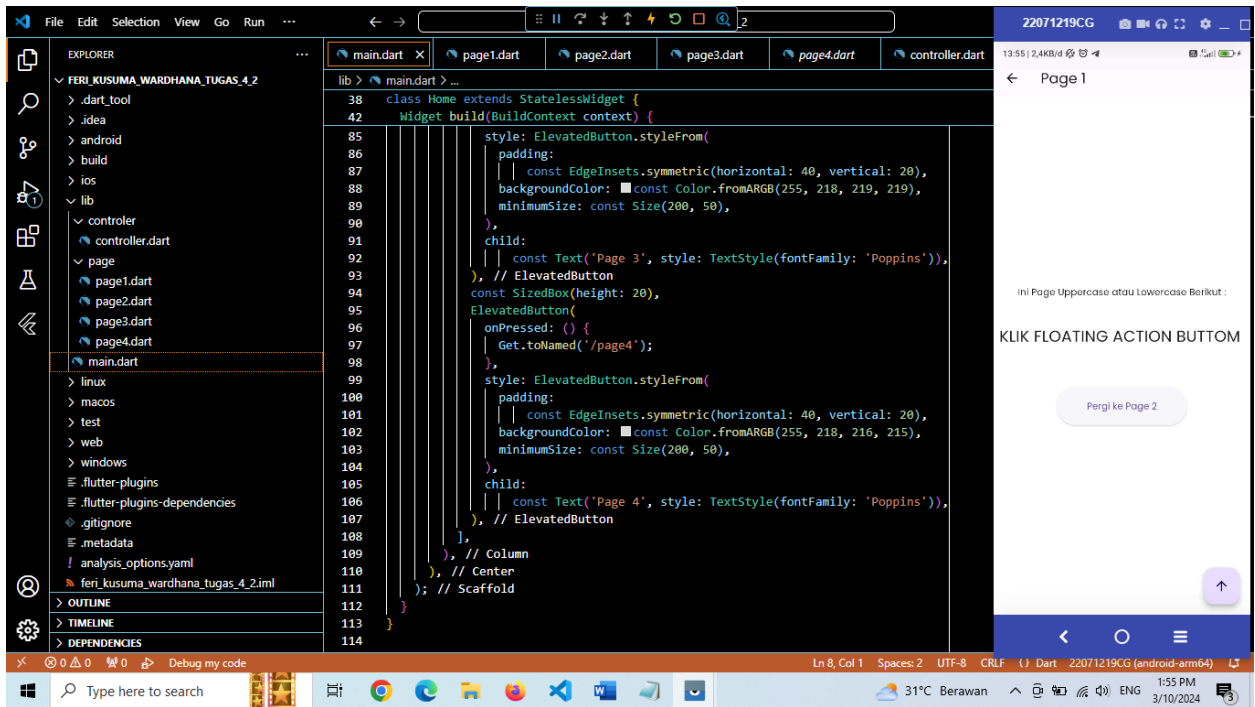 File Edit Selection View Go Run ... _2
22071219CG
EXPLORER ...
FERI_KUSUMA_WARDHANA_TUGAS_4_2
.dart_tool
.idea
android
build
ios
lib
controler
controller.dart
page
page1.dart
page2.dart
page3.dart
page4.dart
main.dart
linux
macos
test
web
windows
.flutter-plugins
.flutter-plugins-dependencies
.gitignore
.metadata
! analysis_options.yaml
feri_kusuma_wardhana_tugas_4_2.iml
OUTLINE
TIMELINE
DEPENDENCIES
1
main.dart page1.dart page2.dart page3.dart page4.dart controller.dart
lib > main.dart > ...
38 class Home extends StatelessWidget {
42 Widget build(BuildContext context) {
85 style: ElevatedButton.styleFrom(
86 padding:
87 const EdgeInsets.symmetric(horizontal: 40, vertical: 20),
88 backgroundColor: const Color.fromARGB(255, 218, 219, 219),
89 minimumSize: const Size(200, 50),
90 ),
91 child:
92 const Text('Page 3', style: TextStyle(fontFamily: 'Poppins')),
93 ), // ElevatedButton
94 const SizedBox(height: 20),
95 ElevatedButton(
96 onPressed: () {
97 Get.toNamed('/page4');
98 },
99 style: ElevatedButton.styleFrom(
100 padding:
101 const EdgeInsets.symmetric(horizontal: 40, vertical: 20),
102 backgroundColor: const Color.fromARGB(255, 218, 216, 215),
103 minimumSize: const Size(200, 50),
104 ),
105 child:
106 const Text('Page 4', style: TextStyle(fontFamily: 'Poppins')),
107 ), // ElevatedButton
108 ],
109 ), // Column
110 ), // Center
111 ); // Scaffold
112 }
113 }
114
13:55 | 2,4KB/d
Page 1
Ini Page Uppercase atau Lowercase Berikut :
KLIK FLOATING ACTION BUTTOM
Pergi ke Page 2
0 0 0 Debug my code Ln 8, Col 1 Spaces: 2 UTF-8 CRLF {} Dart 22071219CG (android-arm64)
Type here to search 31°C Berawan ENG 1:55 PM
3/10/2024 3